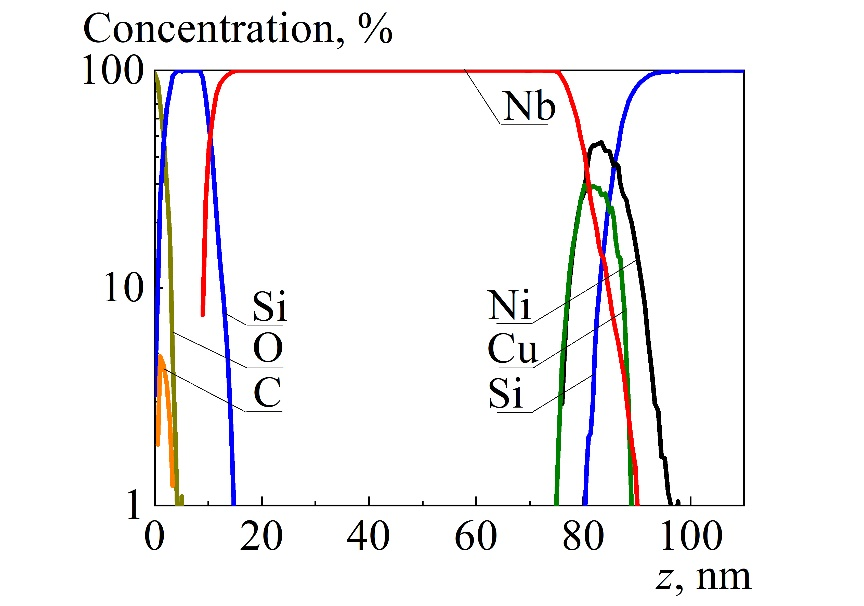 Concentration, %
100
Nb
10
Si
O
C
Ni
Cu
Si
1
0 20 40 60 80 100
z, nm